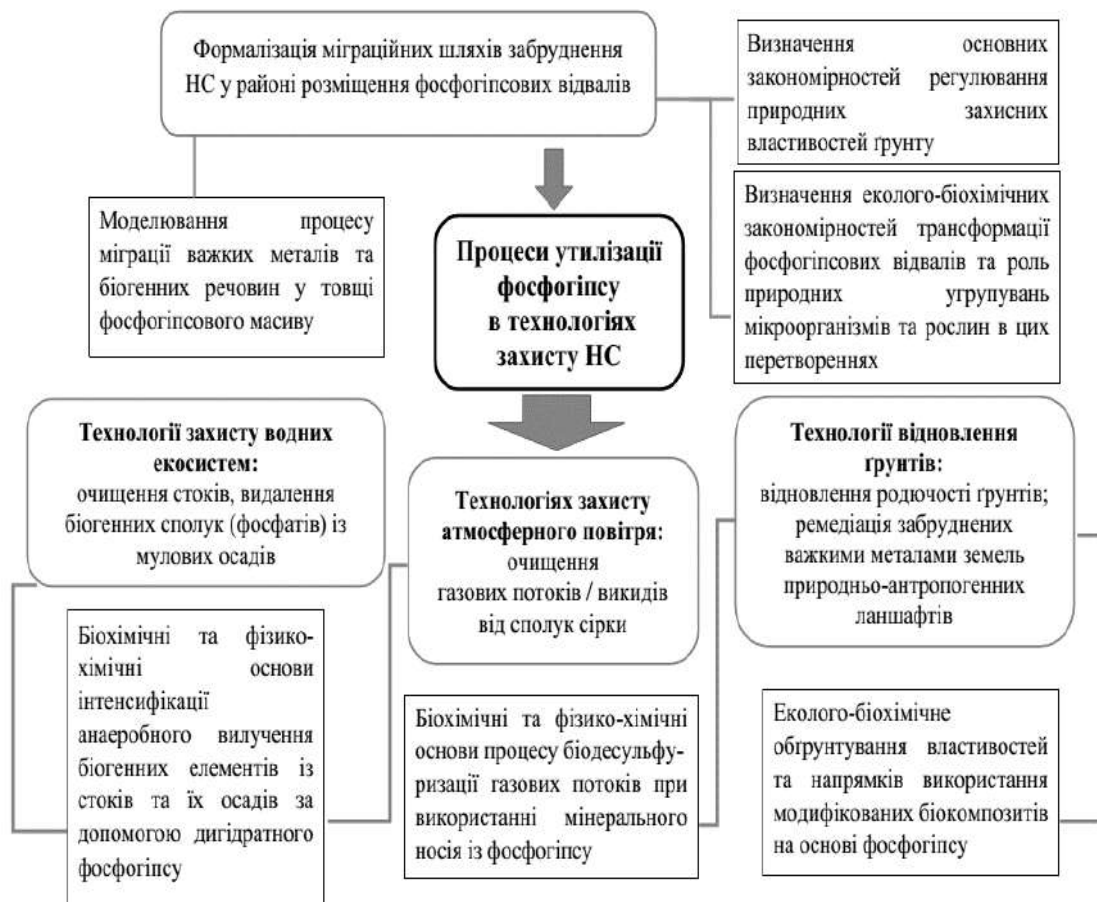 Формалізація міграційних шляхів забруднення
НС у районі розміщення фосфогіпсових відвалів
Визначення основних
закономірностей регулювання
природних захисних
властивостей ґрунту
Моделювання процесу
міграції важких металів та
біогенних речовин у товщі
фосфогіпсового масиву
Процеси утилізації
фосфогіпсу
в технологіях
захисту НС
Визначення еколого-біохімічних
закономірностей трансформації
фосфогіпсових відвалів та роль
природних угрупувань
мікроорганізмів та рослин в цих
перетвореннях
Технології захисту водних
екосистем:
очищення стоків, видалення
біогенних сполук (фосфатів) із
мулових осадів
Технологіях захисту
атмосферного повітря:
очищення
газових потоків / викидів
від сполук сірки
Технології відновлення
ґрунтів:
відновлення родючості ґрунтів;
ремедіація забруднених
важкими металами земель
природньо-антропогенних
ланшафтів
Біохімічні та фізико-
хімічні основи
інтенсифікації
анаеробного вилучення
біогенних елементів із
стоків та їх осадів за
допомогою дигідратного
фосфогіпсу
Біохімічні та фізико-хімічні
основи процесу біодесульфу-
ризації газових потоків при
використанні мінерального
носія із фосфогіпсу
Еколого-біохімічне
обґрунтування властивостей
та напрямків використання
модифікованих біокомпозитів
на основі фосфогіпсу